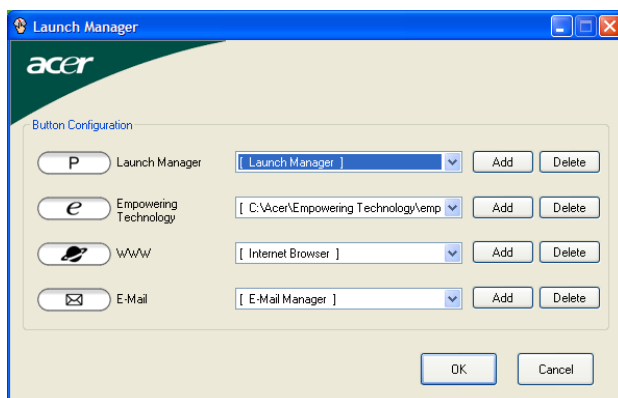 Launch Manager
acer
Button Configuration
P Launch Manager [ Launch Manager ] Add Delete
e Empowering Technology [ C:\Acer\Empowering Technology\emp Add Delete
WWW [ Internet Browser ] Add Delete
E-Mail [ E-Mail Manager ] Add Delete
OK Cancel